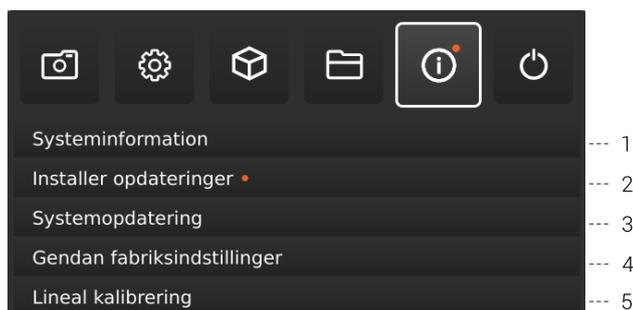 Systeminformation 1
Installer opdateringer 2
Systemopdatering 3
Gendan fabriksindstillinger 4
Lineal kalibrering 5